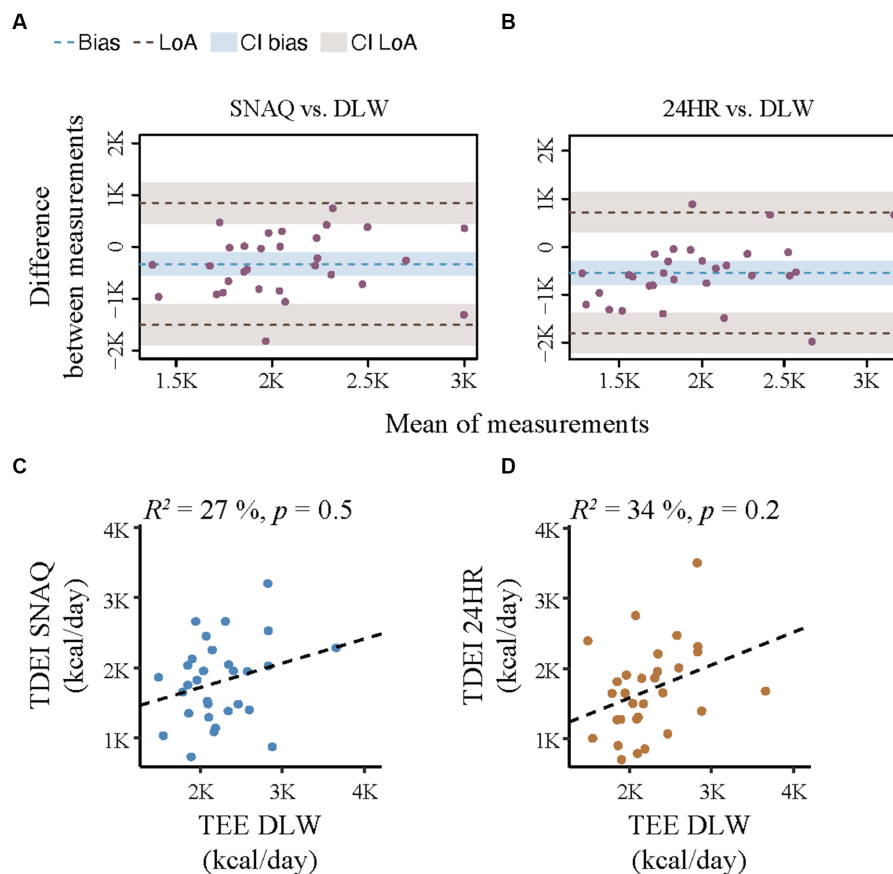 A
B
Bias LoA CI bias CI LoA
SNAQ vs. DLW
24HR vs. DLW
Difference
between measurements
2K
1K
0
−1K
−2K
2K
1K
0
−1K
−2K
1.5K 2K 2.5K 3K
1.5K 2K 2.5K 3K
Mean of measurements
C
D
R² = 27 %, p = 0.5
R² = 34 %, p = 0.2
TDEI SNAQ
(kcal/day)
4K
3K
2K
1K
TDEI 24HR
(kcal/day)
4K
3K
2K
1K
2K 3K 4K
2K 3K 4K
TEE DLW
(kcal/day)
TEE DLW
(kcal/day)